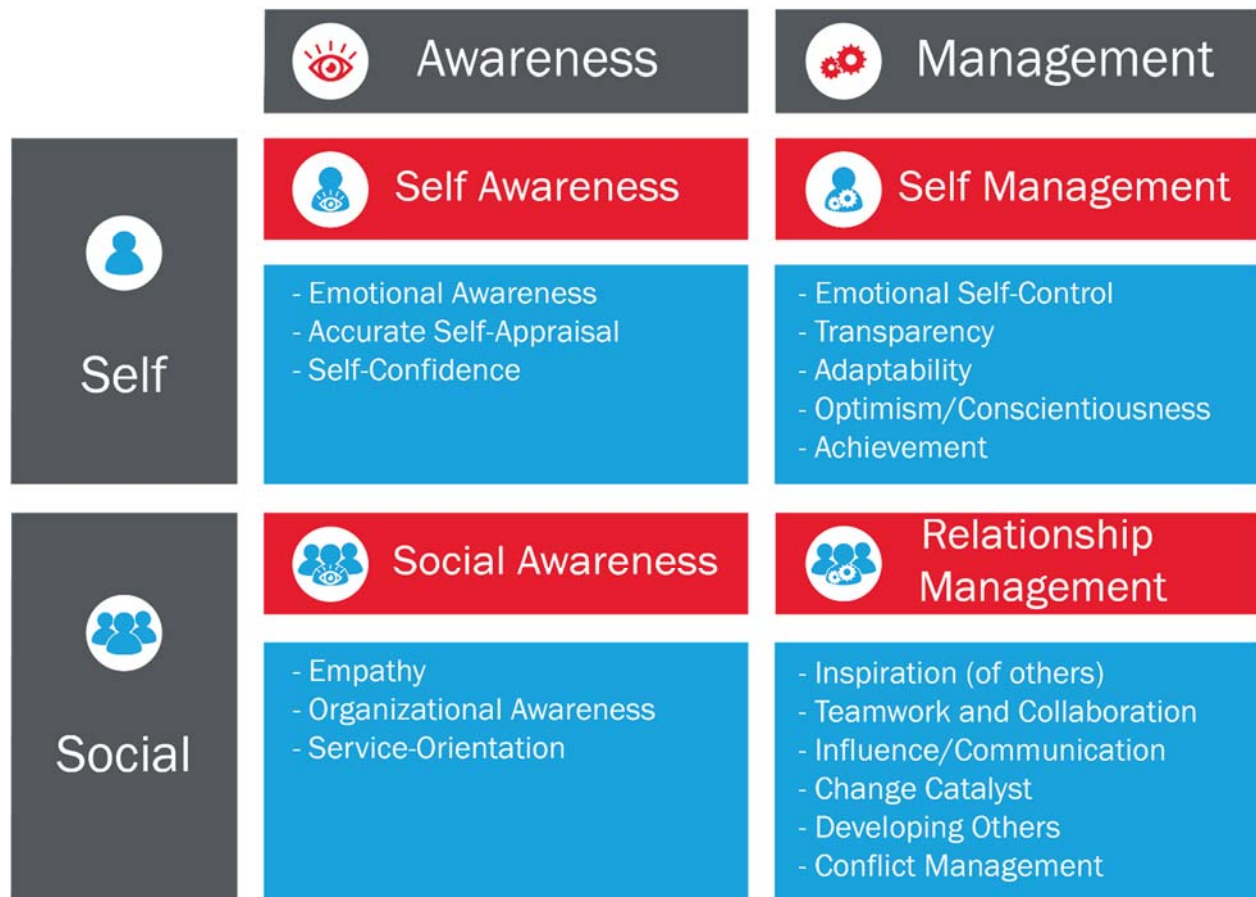 Awareness
Management
Self
Self Awareness
- Emotional Awareness
- Accurate Self-Appraisal
- Self-Confidence
Self Management
- Emotional Self-Control
- Transparency
- Adaptability
- Optimism/Conscientiousness
- Achievement
Social
Social Awareness
- Empathy
- Organizational Awareness
- Service-Orientation
Relationship
Management
- Inspiration (of others)
- Teamwork and Collaboration
- Influence/Communication
- Change Catalyst
- Developing Others
- Conflict Management